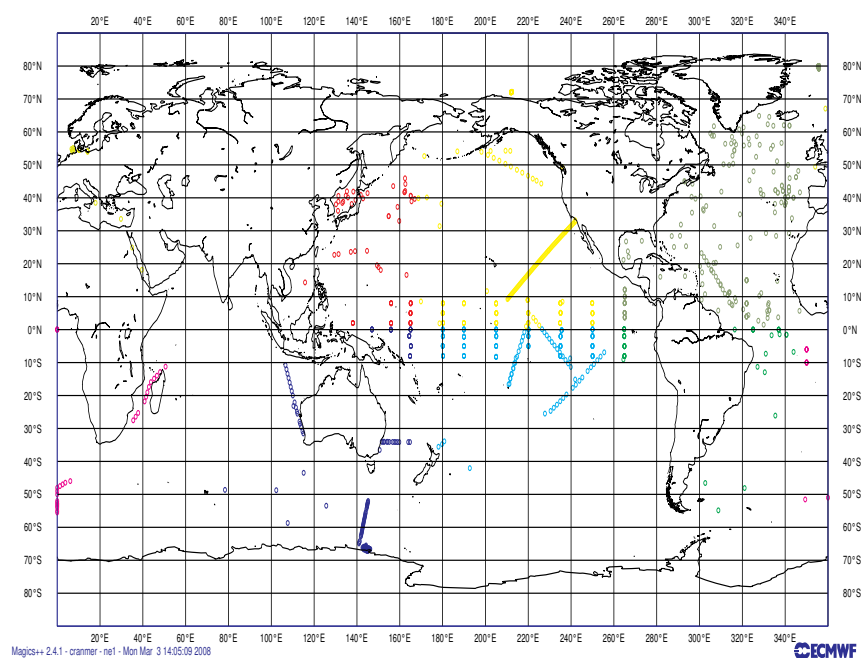 20°E 40°E 60°E 80°E 100°E 120°E 140°E 160°E 180°E 200°E 220°E 240°E 260°E 280°E 300°E 320°E 340°E
80°N 80°N
70°N 70°N
60°N 60°N
50°N 50°N
40°N 40°N
30°N 30°N
20°N 20°N
10°N 10°N
0°N 0°N
10°S 10°S
20°S 20°S
30°S 30°S
40°S 40°S
50°S 50°S
60°S 60°S
70°S 70°S
80°S 80°S
20°E 40°E 60°E 80°E 100°E 120°E 140°E 160°E 180°E 200°E 220°E 240°E 260°E 280°E 300°E 320°E 340°E
Magics++ 2.4.1 - cranmer - ne1 - Mon Mar 3 14:05:09 2008
ECMWF